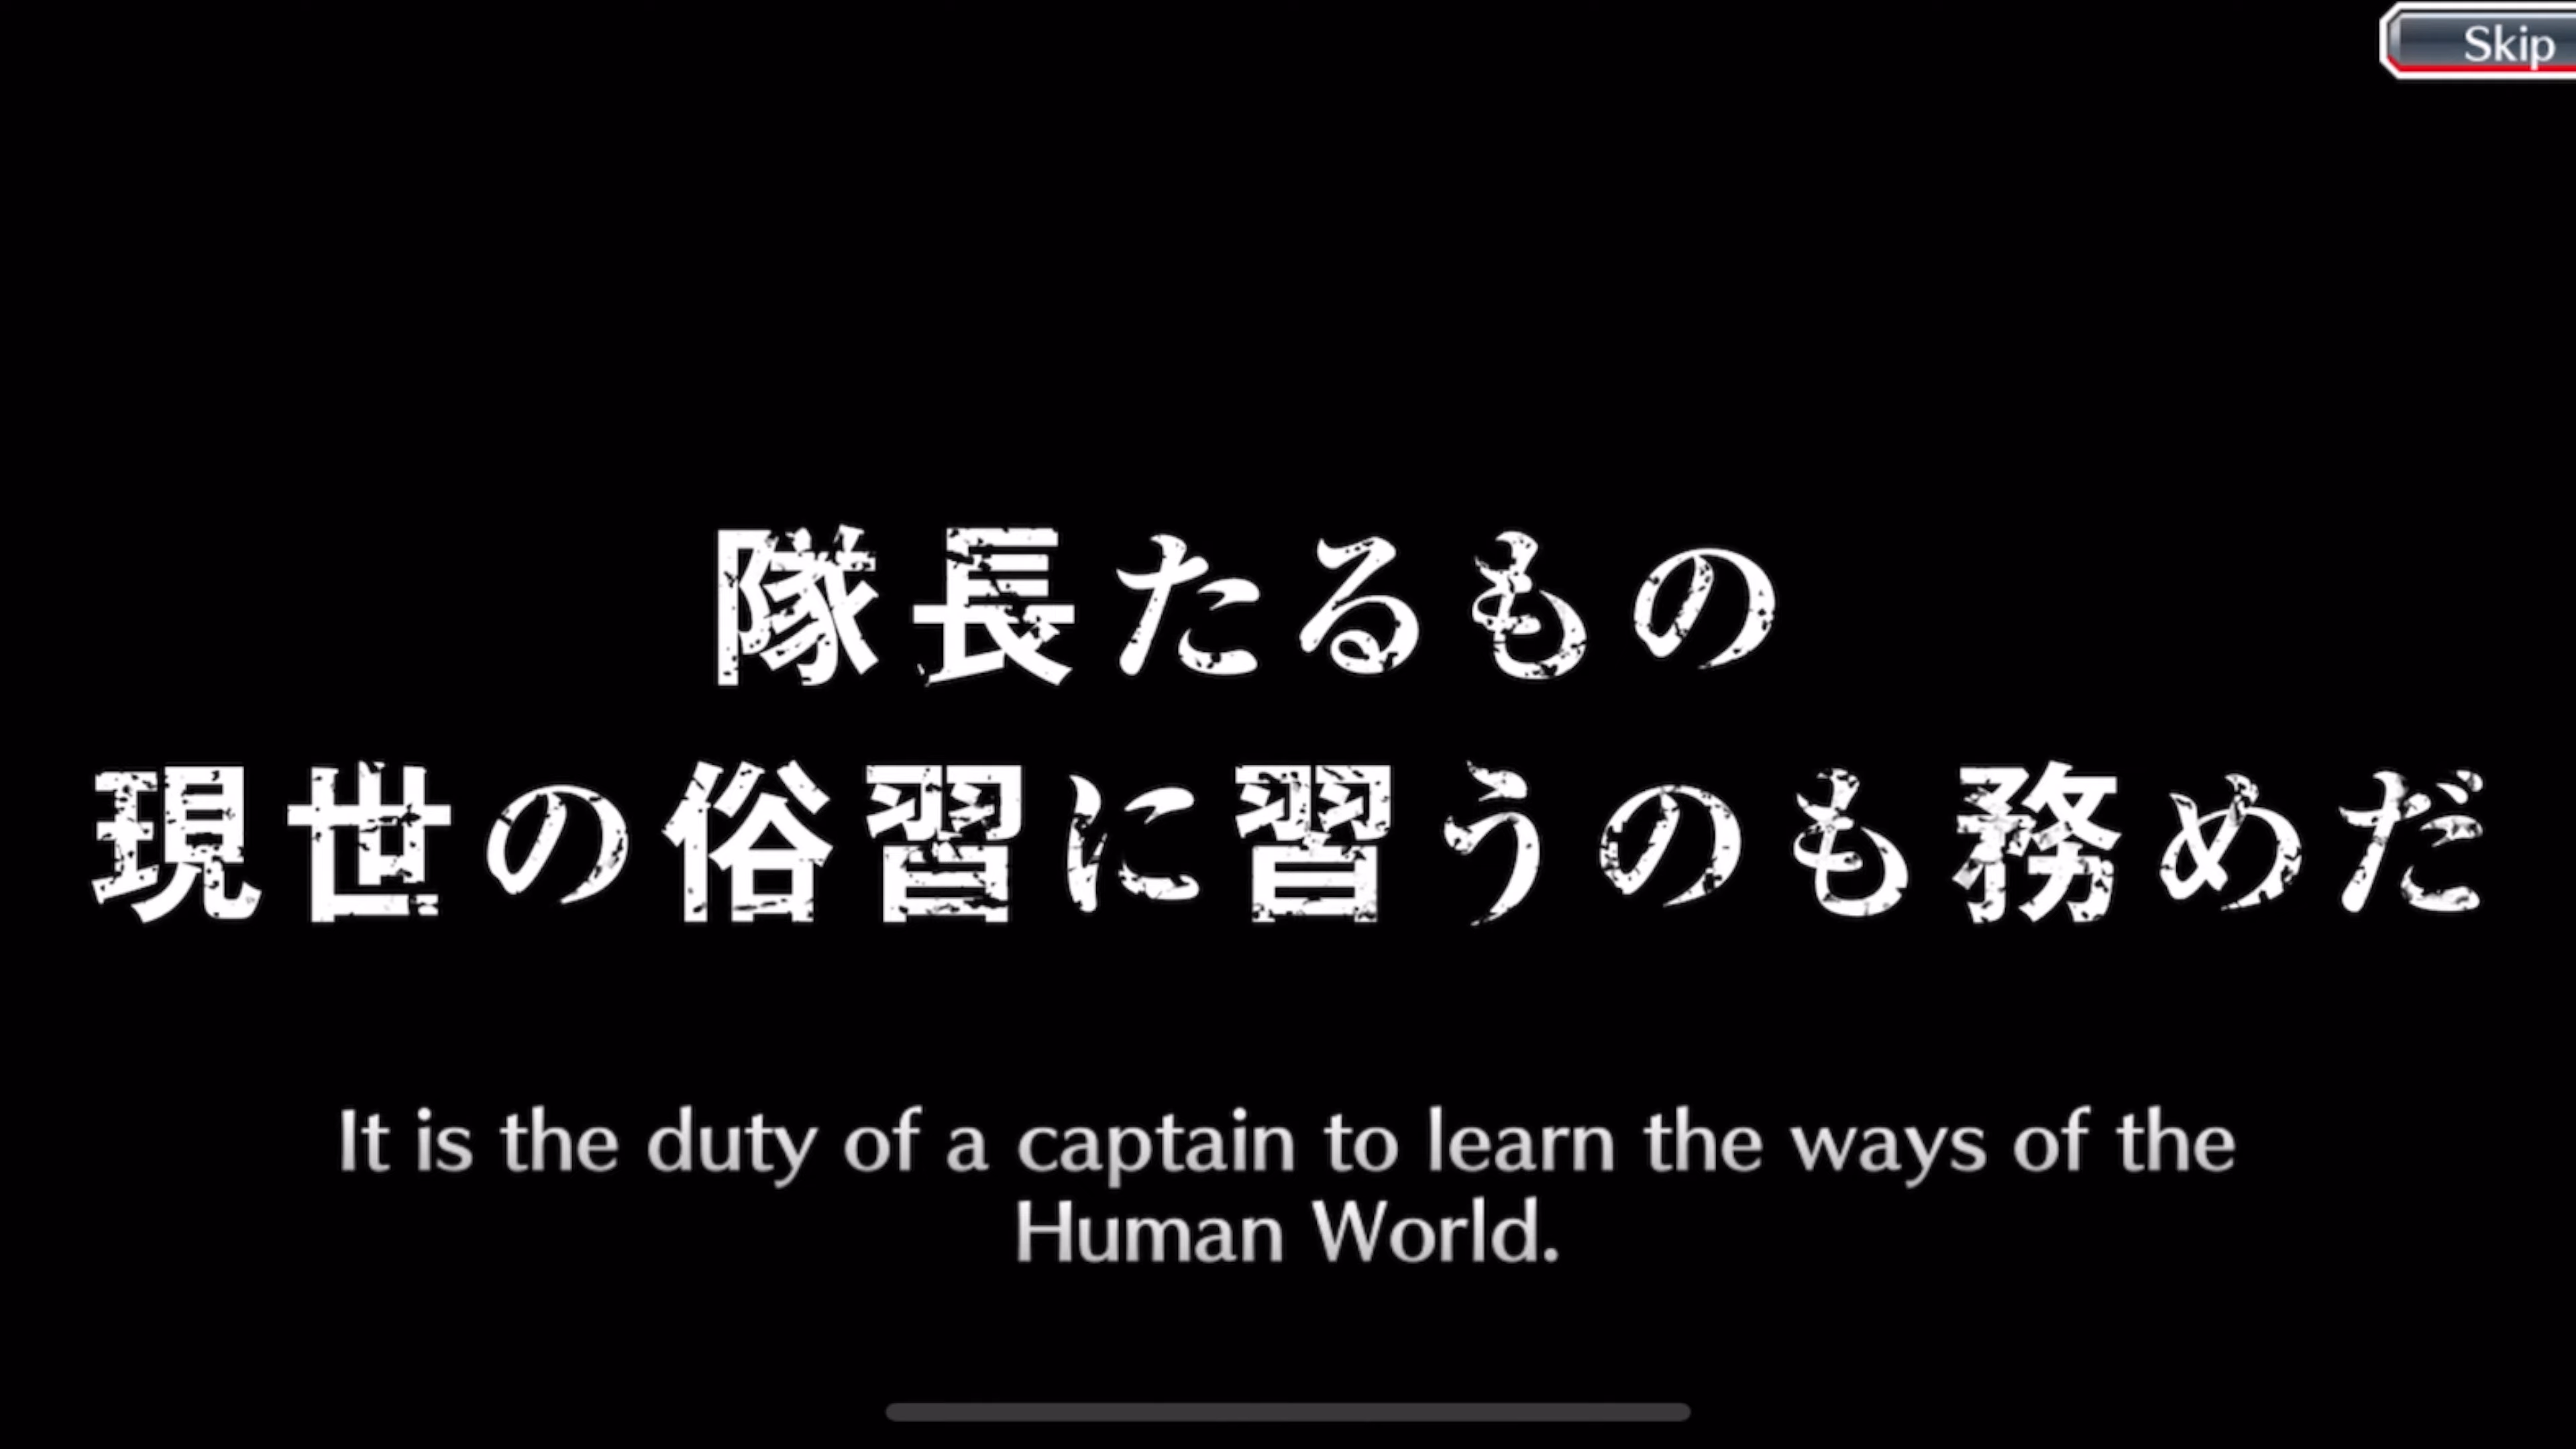 Skip
隊長たるもの
現世の俗習に習うのも務めだ
It is the duty of a captain to learn the ways of the
Human World.